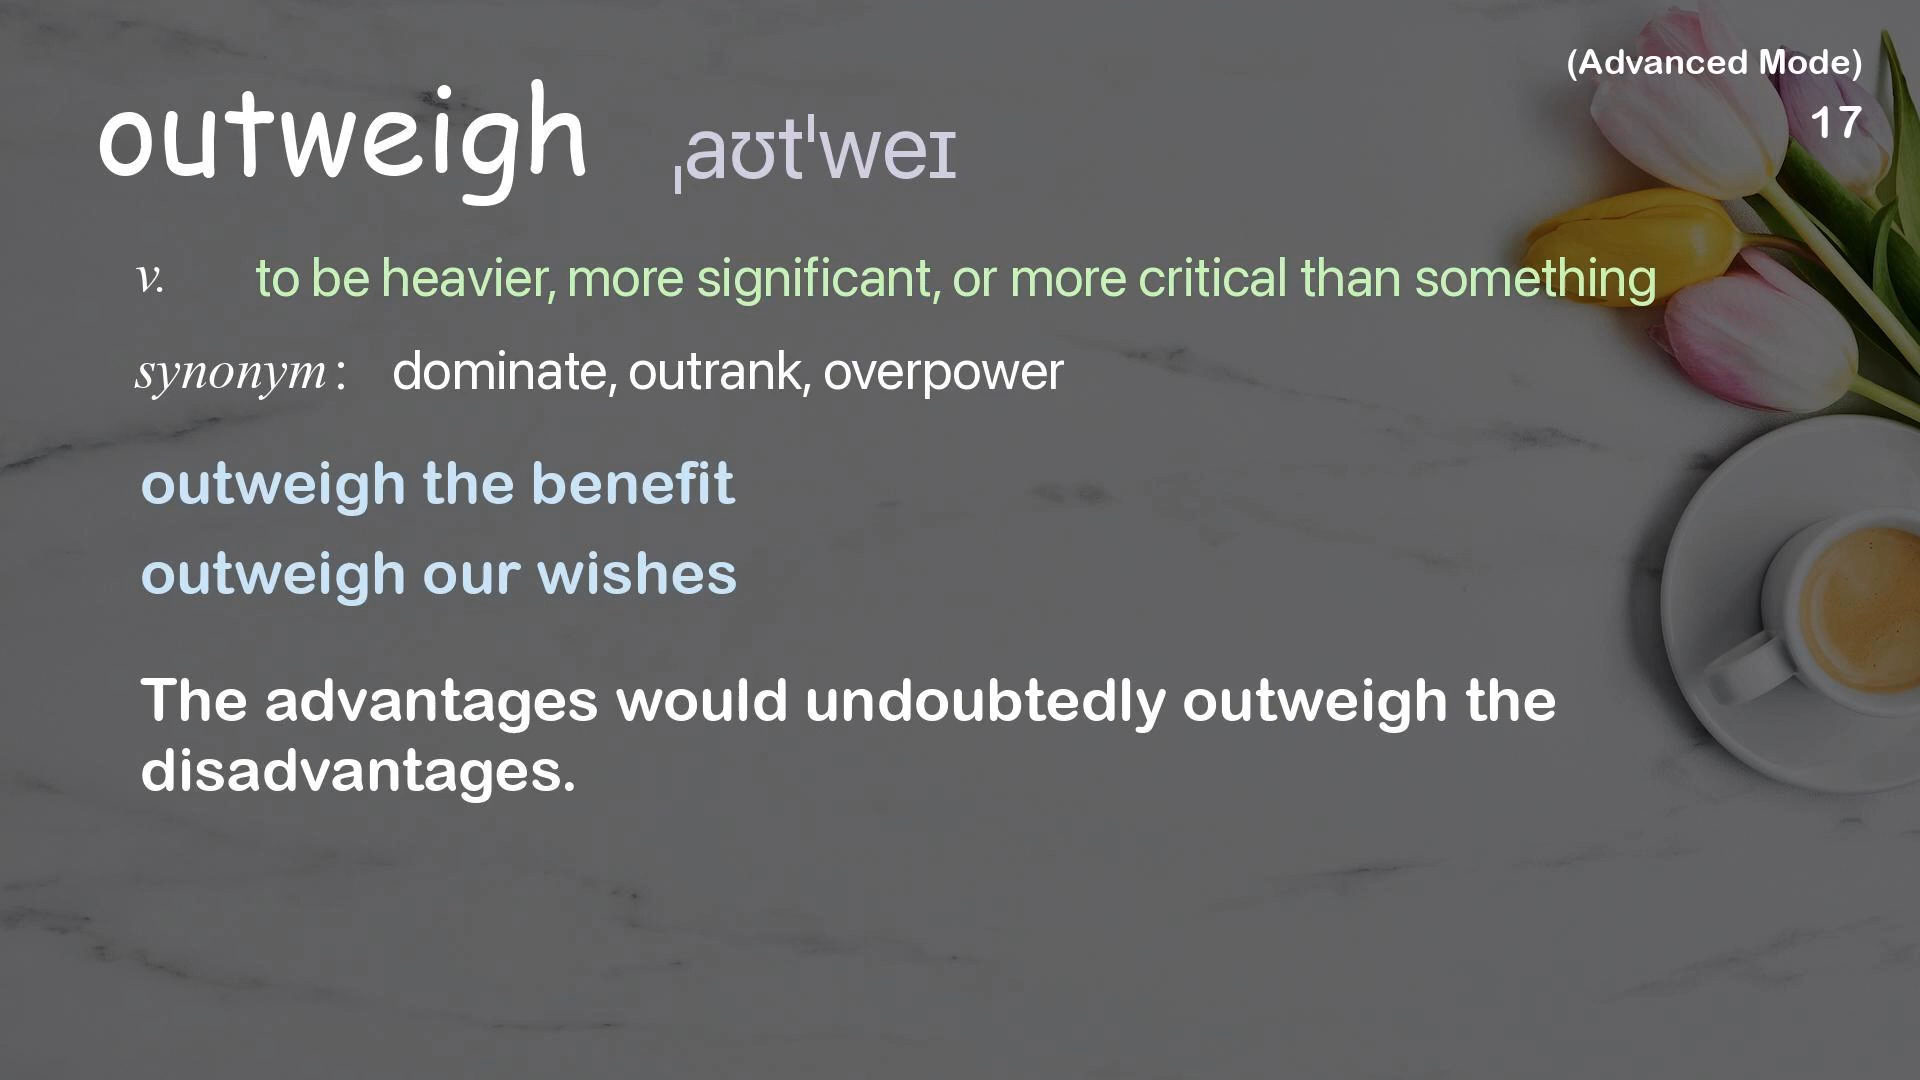 (Advanced Mode)
17
outweigh ˌaʊtˈweɪ
v. to be heavier, more significant, or more critical than something
synonym : dominate, outrank, overpower
outweigh the benefit
outweigh our wishes
The advantages would undoubtedly outweigh the
disadvantages.